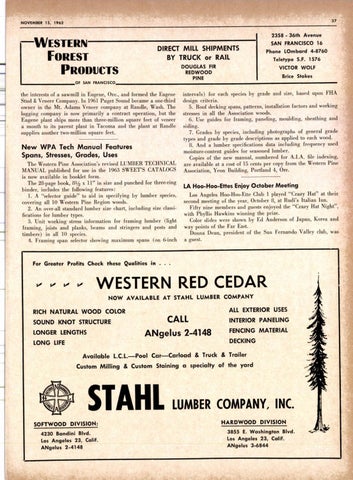 NOVEMBER 15, 1962
37
WESTERN
FOREST
PRODUCTS
OF SAN FRANCISCO
DIRECT MILL SHIPMENTS
BY TRUCK or RAIL
DOUGLAS FIR
REDWOOD
PINE
2358 - 36th Avenue
SAN FRANCISCO 16
Phone LOmbard 4-8760
Teletype S.F. 1576
VICTOR WOLF
Brice Stokes
the interests of a sawmill in Eugene, Ore., and formed the Eugene
Stud & Veneer Company. In 1961 Puget Sound became a one-third
owner in the Mt. Adams Veneer company at Randle, Wash. The
logging company is now primarily a contract operation, but the
Eugene plant ships more than three-million square feet of veneer
a month to its parent plant in Tacoma and the plant at Randle
supplies another two-million square feet.
New WPA Tech Manual Features
Spans, Stresses, Grades, Uses
The Western Pine Association's revised LUMBER TECHNICAL
MANUAL published for use in the 1963 SWEET'S CATALOGS
is now available in booklet form.
The 28-page book, 8½ x 11" in size and punched for three-ring
binder, includes the following features:
1. A "selector guide" to aid in specifying by lumber species,
covering all 10 Western Pine Region woods.
2. An over-all standard lumber size chart, including size classi-
fications for lumber types.
3. Unit working stress information for framing lumber (light
framing, joists and planks, beams and stringers and posts and
timbers) in all 10 species.
4. Framing span selector showing maximum spans (on 6-inch
intervals) for each species by grade and size, based upon FHA
design criteria.
5. Roof decking spans, patterns, installation factors and working
stresses in all the Association woods.
6. Use guides for framing, paneling, moulding, sheathing and
siding.
7. Grades by species, including photographs of general grade
types and grade by grade descriptions as applied to wood.
8. And a lumber specifications data including frequency used
moisture-content guides for seasoned lumber.
Copies of the new manual, numbered for A.I.A. file indexing,
are available at a cost of 15 cents per copy from the Western Pine
Association, Yeon Building, Portland 4, Ore.
LA Hoo-Hoo-Ettes Enjoy October Meeting
Los Angeles Hoo-Hoo-Ette Club 1 played "Crazy Hat" at their
second meeting of the year, October 8, at Rudi's Italian Inn.
Fifty nine members and guests enjoyed the "Crazy Hat Night",
with Phyllis Hawkins winning the prize.
Color slides were shown by Ed Anderson of Japan, Korea and
way points of the Far East.
Donna Dean, president of the San Fernando Valley club, was
a guest.
For Greater Profits Check these Qualities in . . .
WESTERN RED CEDAR
NOW AVAILABLE AT STAHL LUMBER COMPANY
RICH NATURAL WOOD COLOR
SOUND KNOT STRUCTURE
LONGER LENGTHS
LONG LIFE
CALL
ANgelus 2-4148
ALL EXTERIOR USES
INTERIOR PANELING
FENCING MATERIAL
DECKING
Available L.C.L.—Pool Car—Carload & Truck & Trailer
Custom Milling & Custom Staining a specialty of the yard
STAHL LUMBER COMPANY, INC.
SOFTWOOD DIVISION:
4230 Bandini Blvd.
Los Angeles 23, Calif.
ANgelus 2-4148
HARDWOOD DIVISION
3855 E. Washington Blvd.
Los Angeles 23, Calif.
ANgelus 3-6844